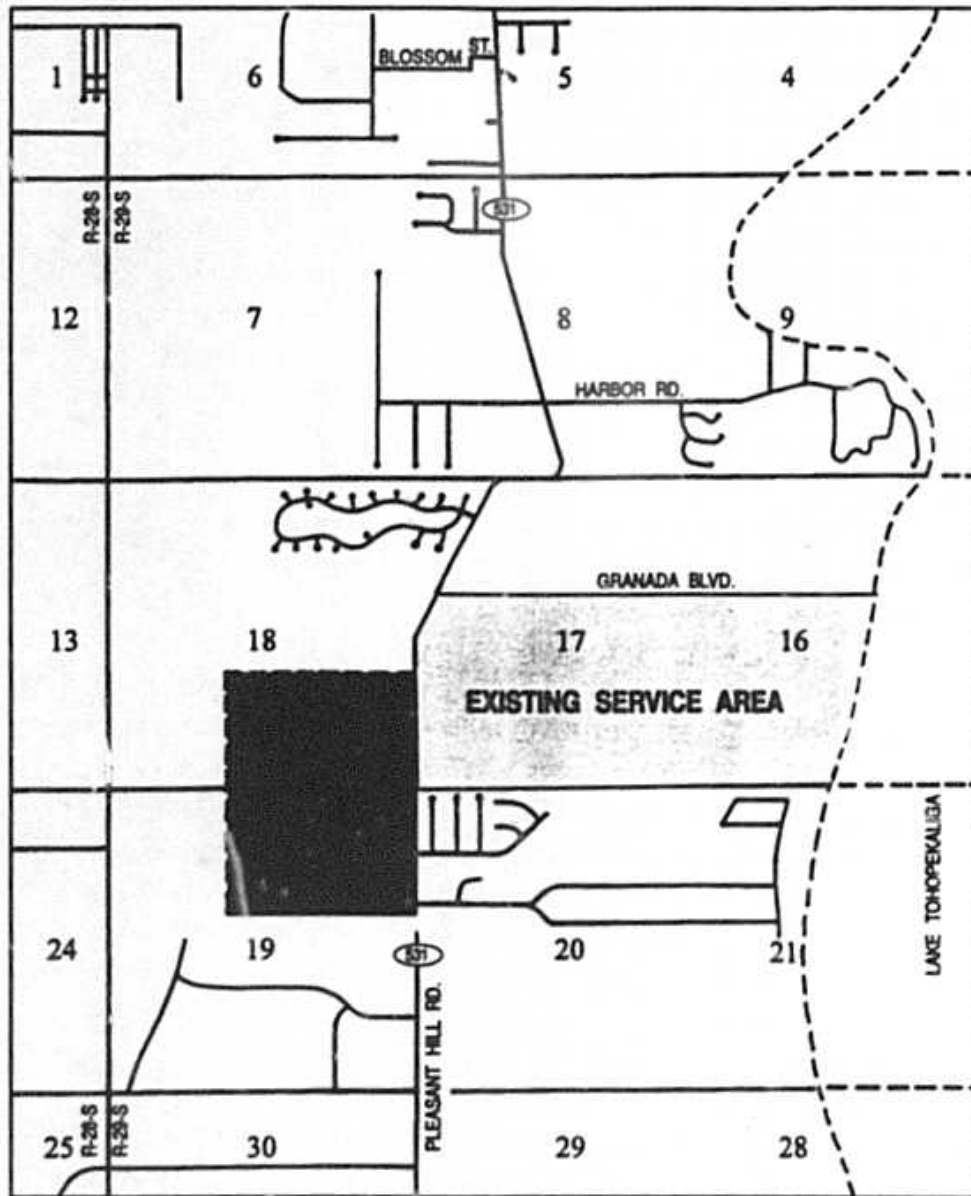 BLOSSOM ST.
1 6 5 4
R-28-S
R-29-S
531
12 7 8 9
HARBOR RD.
GRANADA BLVD.
13 18 17 16
EXISTING SERVICE AREA
LAKE TOHOPEKALIGA
24 19 20 21
531
PLEASANT HILL RD.
R-28-S
R-29-S
25 30 29 28